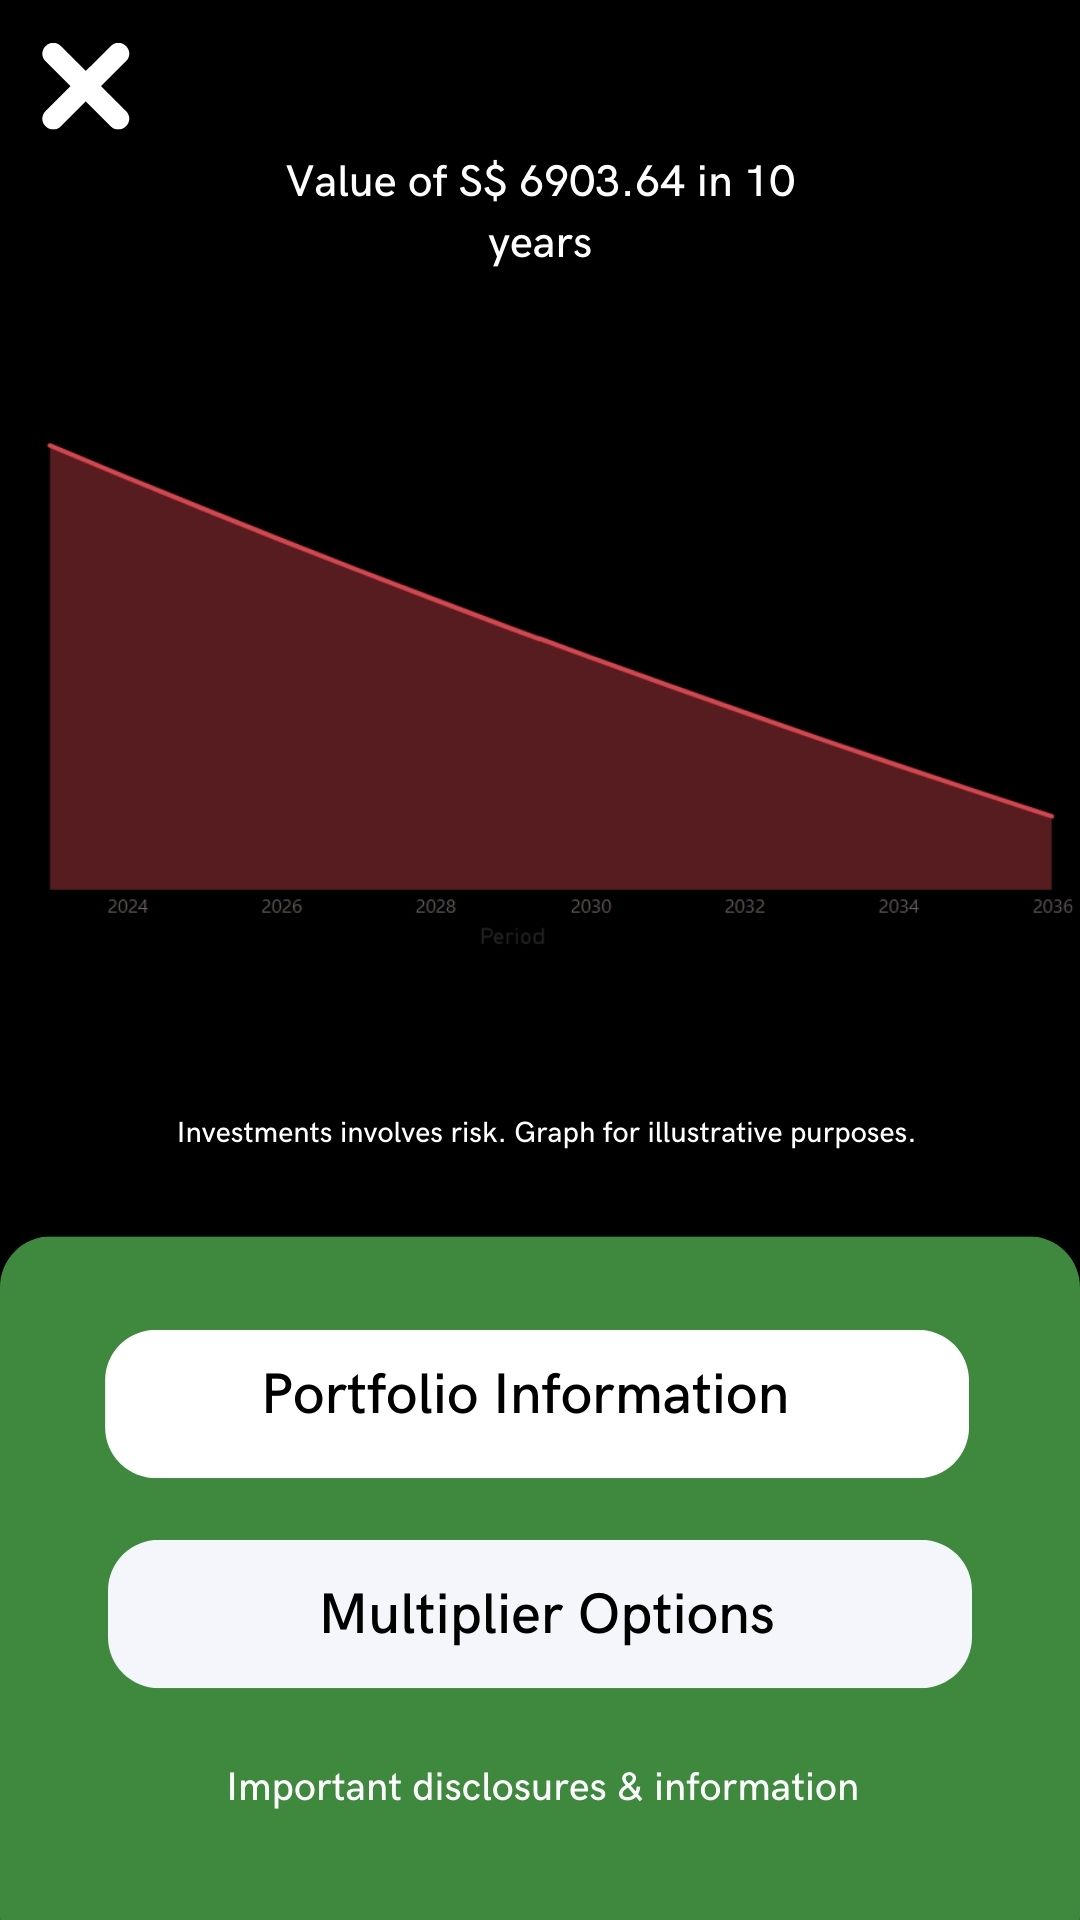 Value of S$ 6903.64 in 10
years
2024 2026 2028 2030 2032 2034 2036
Period
Investments involves risk. Graph for illustrative purposes.
Portfolio Information
Multiplier Options
Important disclosures & information